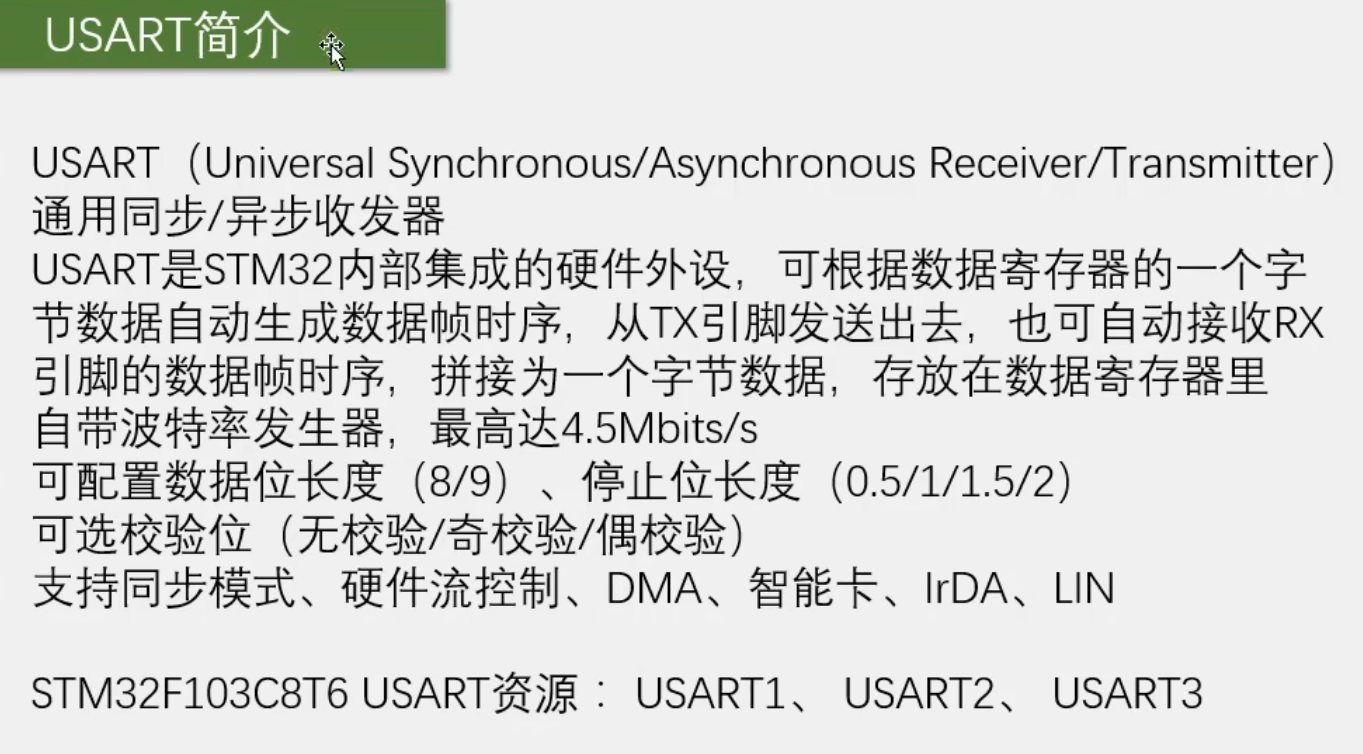 USART简介
USART（Universal Synchronous/Asynchronous Receiver/Transmitter）
通用同步/异步收发器
USART是STM32内部集成的硬件外设，可根据数据寄存器的一个字
节数据自动生成数据帧时序，从TX引脚发送出去，也可自动接收RX
引脚的数据帧时序，拼接为一个字节数据，存放在数据寄存器里
自带波特率发生器，最高达4.5Mbits/s
可配置数据位长度（8/9）、停止位长度（0.5/1/1.5/2）
可选校验位（无校验/奇校验/偶校验）
支持同步模式、硬件流控制、DMA、智能卡、IrDA、LIN
STM32F103C8T6 USART资源： USART1、 USART2、 USART3